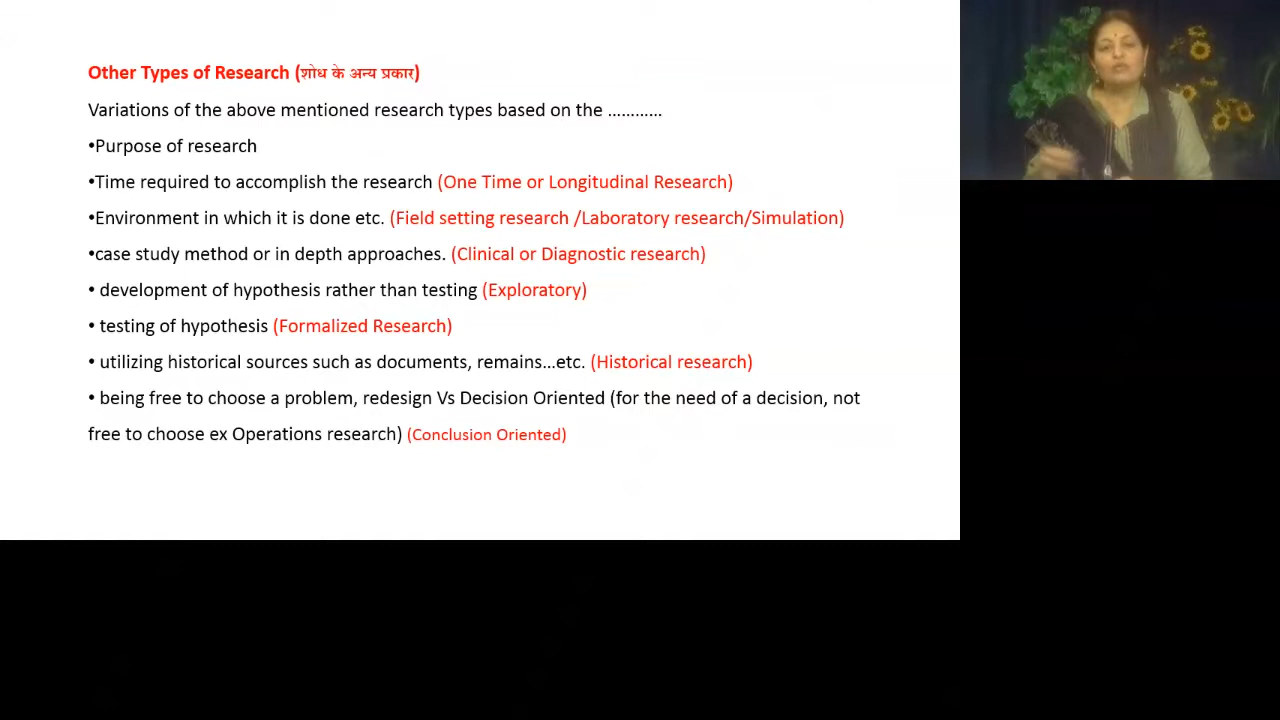 Other Types of Research (शोध के अन्य प्रकार)
Variations of the above mentioned research types based on the …………
•Purpose of research
•Time required to accomplish the research (One Time or Longitudinal Research)
•Environment in which it is done etc. (Field setting research /Laboratory research/Simulation)
•case study method or in depth approaches. (Clinical or Diagnostic research)
• development of hypothesis rather than testing (Exploratory)
• testing of hypothesis (Formalized Research)
• utilizing historical sources such as documents, remains...etc. (Historical research)
• being free to choose a problem, redesign Vs Decision Oriented (for the need of a decision, not
free to choose ex Operations research) (Conclusion Oriented)